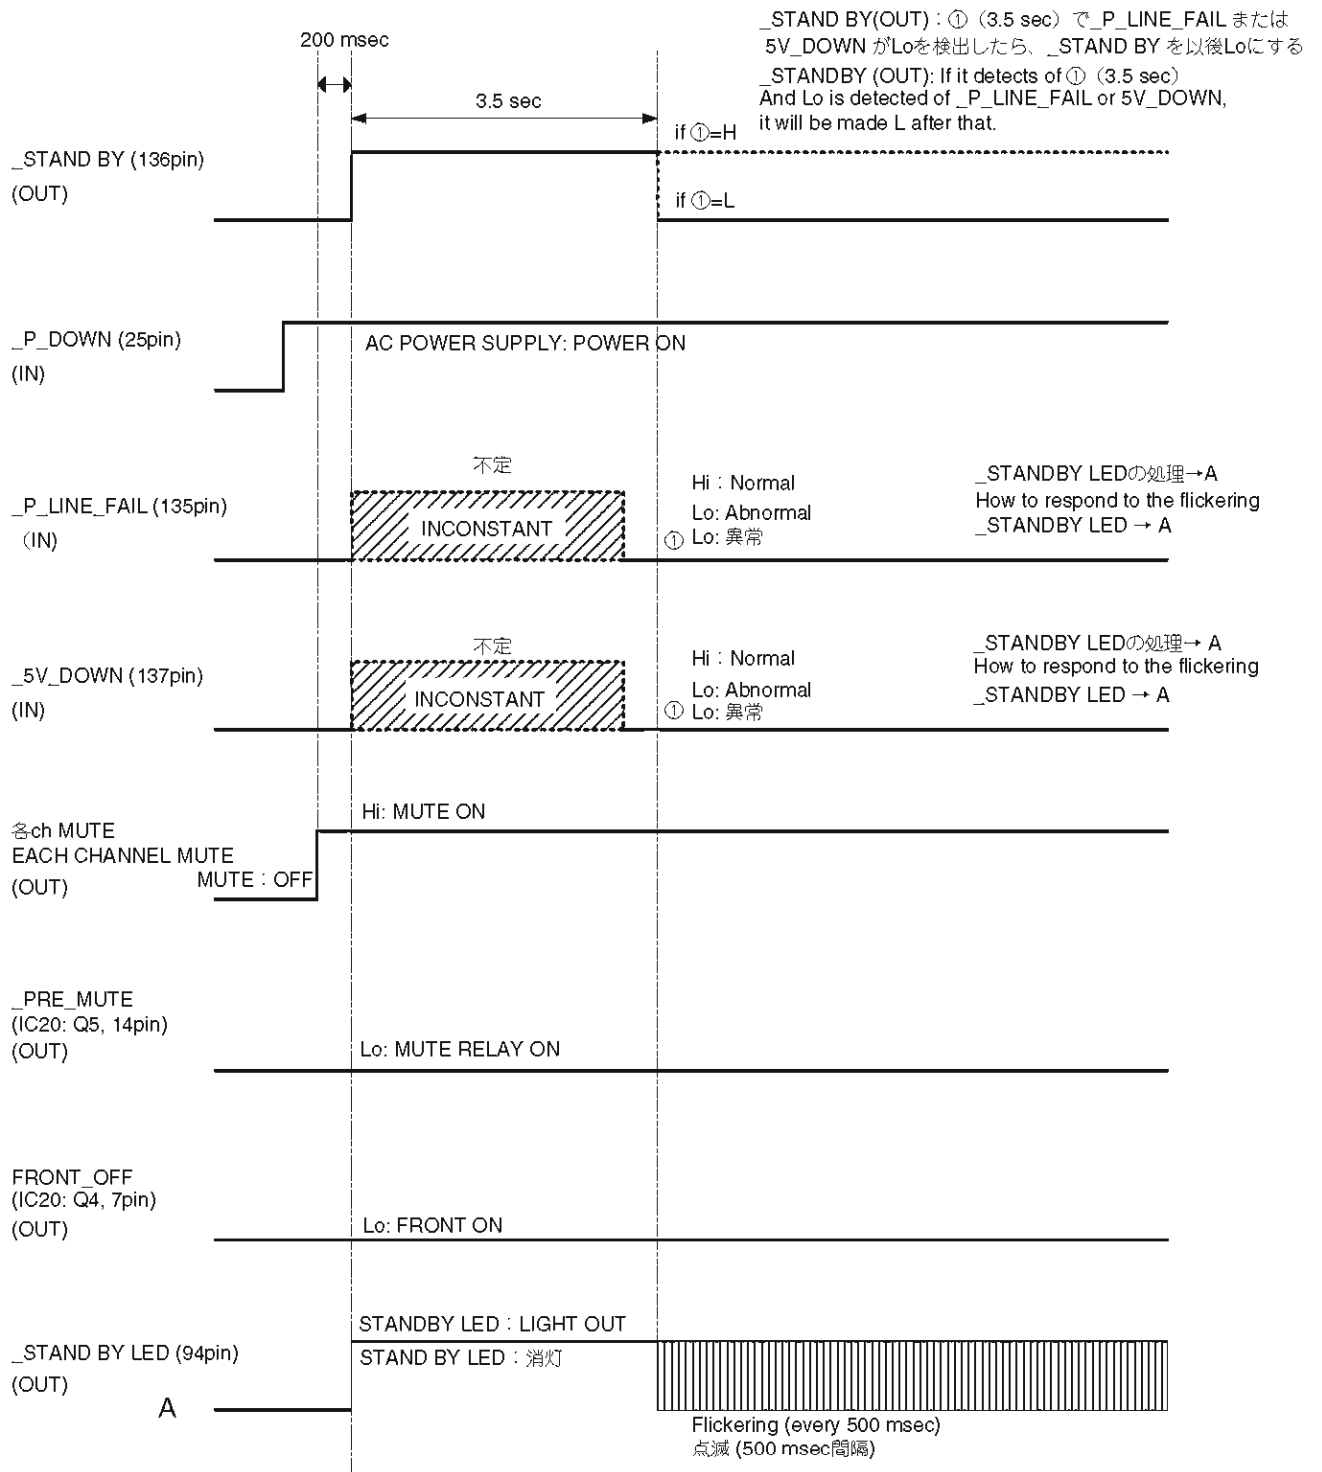 _STAND BY(OUT)：①（3.5 sec）で_P_LINE_FAIL または
5V_DOWN がLoを検出したら、_STAND BY を以後Loにする
_STANDBY (OUT): If it detects of ①（3.5 sec）
And Lo is detected of _P_LINE_FAIL or 5V_DOWN,
it will be made L after that.
200 msec
3.5 sec
if ①=H
_STAND BY (136pin)
(OUT)
if ①=L
_P_DOWN (25pin)
(IN)
AC POWER SUPPLY: POWER ON
不定
_P_LINE_FAIL (135pin)
（IN)
INCONSTANT
Hi：Normal
Lo: Abnormal
① Lo: 異常
_STANDBY LEDの処理→A
How to respond to the flickering
_STANDBY LED → A
不定
_5V_DOWN (137pin)
(IN)
INCONSTANT
Hi：Normal
Lo: Abnormal
① Lo: 異常
_STANDBY LEDの処理→ A
How to respond to the flickering
_STANDBY LED → A
Hi: MUTE ON
各ch MUTE
EACH CHANNEL MUTE
(OUT)
MUTE：OFF
_PRE_MUTE
(IC20: Q5, 14pin)
(OUT)
Lo: MUTE RELAY ON
FRONT_OFF
(IC20: Q4, 7pin)
(OUT)
Lo: FRONT ON
STANDBY LED：LIGHT OUT
_STAND BY LED (94pin)
(OUT)
STAND BY LED：消灯
A
Flickering (every 500 msec)
点滅 (500 msec間隔)